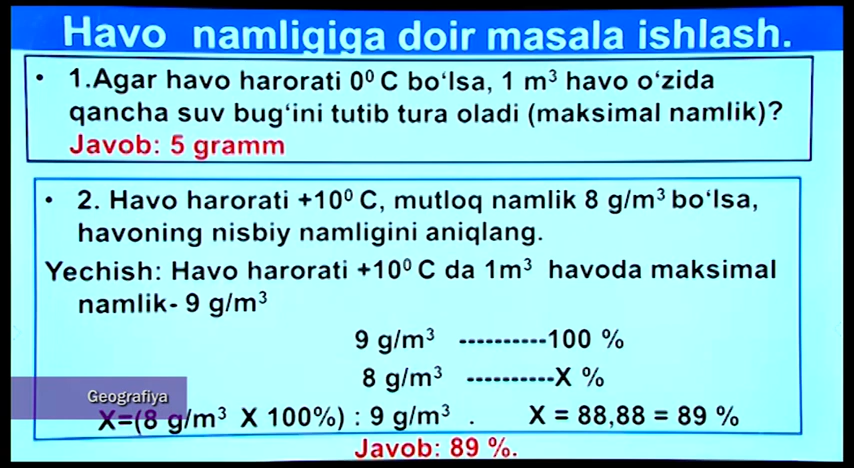 Havo namligiga doir masala ishlash.
• 1.Agar havo harorati 0⁰ C bo‘lsa, 1 m³ havo o‘zida
qancha suv bug‘ini tutib tura oladi (maksimal namlik)?
Javob: 5 gramm
• 2. Havo harorati +10⁰ C, mutloq namlik 8 g/m³ bo‘lsa,
havoning nisbiy namligini aniqlang.
Yechish: Havo harorati +10⁰ C da 1m³ havoda maksimal
namlik- 9 g/m³
9 g/m³ ----------100 %
8 g/m³ ----------X %
Geografiya
X=(8 g/m³ X 100%) : 9 g/m³ . X = 88,88 = 89 %
Javob: 89 %.